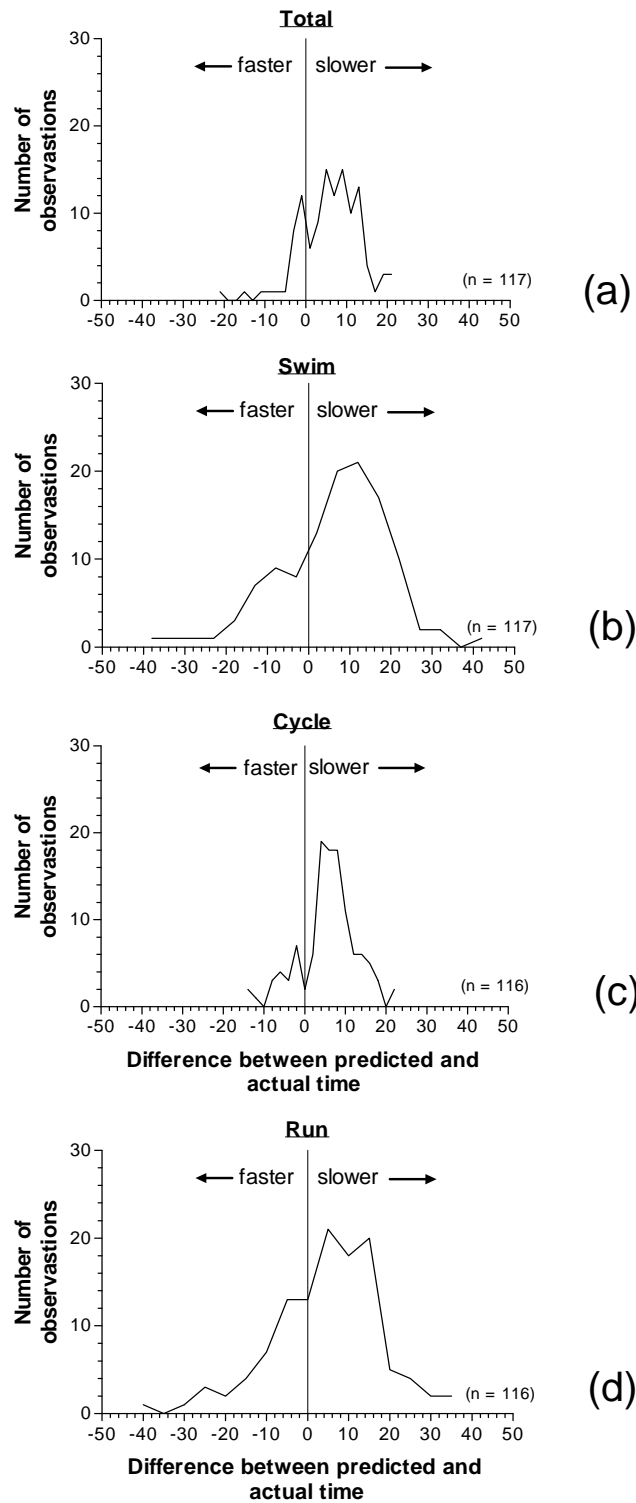 Total
faster slower
30
20
10
0
-50 -40 -30 -20 -10 0 10 20 30 40 50
Number of
observastions
(n = 117)
(a)
Swim
faster slower
30
20
10
0
-50 -40 -30 -20 -10 0 10 20 30 40 50
Number of
observastions
(n = 117)
(b)
Cycle
faster slower
30
20
10
0
-50 -40 -30 -20 -10 0 10 20 30 40 50
Number of
observastions
(n = 116)
(c)
Difference between predicted and
actual time
Run
faster slower
30
20
10
0
-50 -40 -30 -20 -10 0 10 20 30 40 50
Number of
observastions
(n = 116)
(d)
Difference between predicted and
actual time